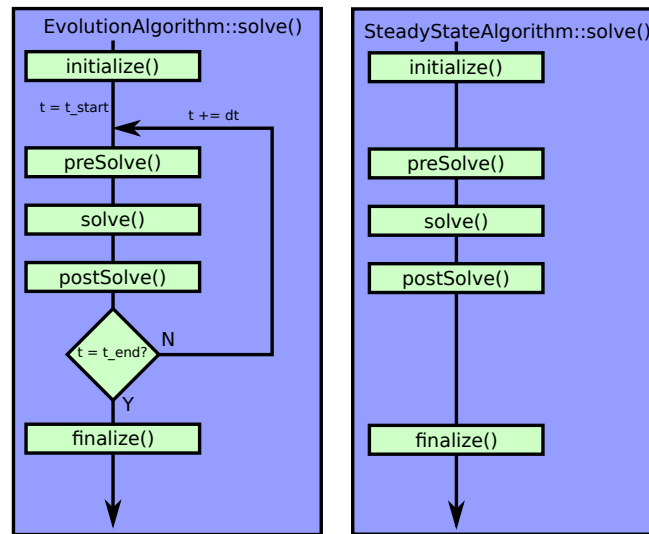 EvolutionAlgorithm::solve()
initialize()
t = t_start
t += dt
preSolve()
solve()
postSolve()
t = t_end?
N
Y
finalize()
SteadyStateAlgorithm::solve()
initialize()
preSolve()
solve()
postSolve()
finalize()